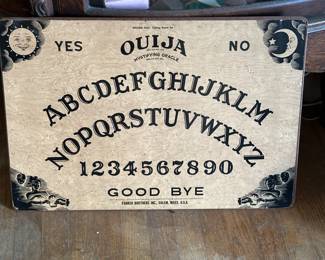 OUIJA
YES
NO
MYSTIFYING ORACLE
ABCDEFGHIJKLM
NOPQRSTUVWXYZ
1234567890
GOOD BYE
PARKER BROTHERS INC., SALEM, MASS. U.S.A.